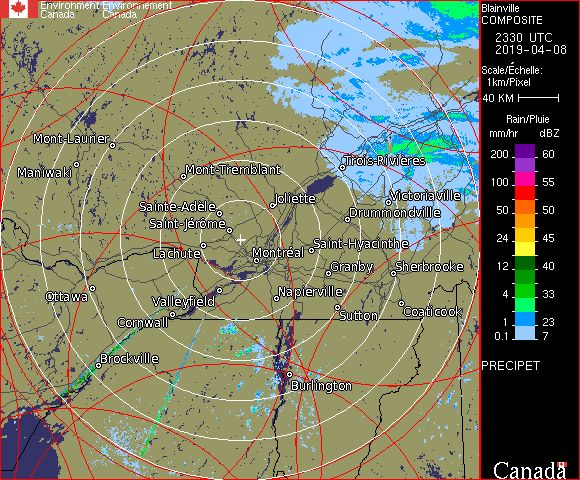 Environment Environnement
Canada Canada
Mont-Laurier
Maniwaki
Mont-Tremblant
Trois-Rivières
Sainte-Adèle
Joliette
Victoriaville
Drummondville
Saint-Jérôme
Lachute
Montréal
Saint-Hyacinthe
Granby
Sherbrooke
Ottawa
Valleyfield
Napierville
Cornwall
Sutton
Coaticook
Brockville
Burlington
Blainville
COMPOSITE
2330 UTC
2019-04-08
Scale/Échelle:
1km/Pixel
40 KM
Rain/Pluie
mm/hr dBZ
200 60
100 55
50 50
24 45
12 40
4 33
1 23
0.1 7
PRECIPET
Canada